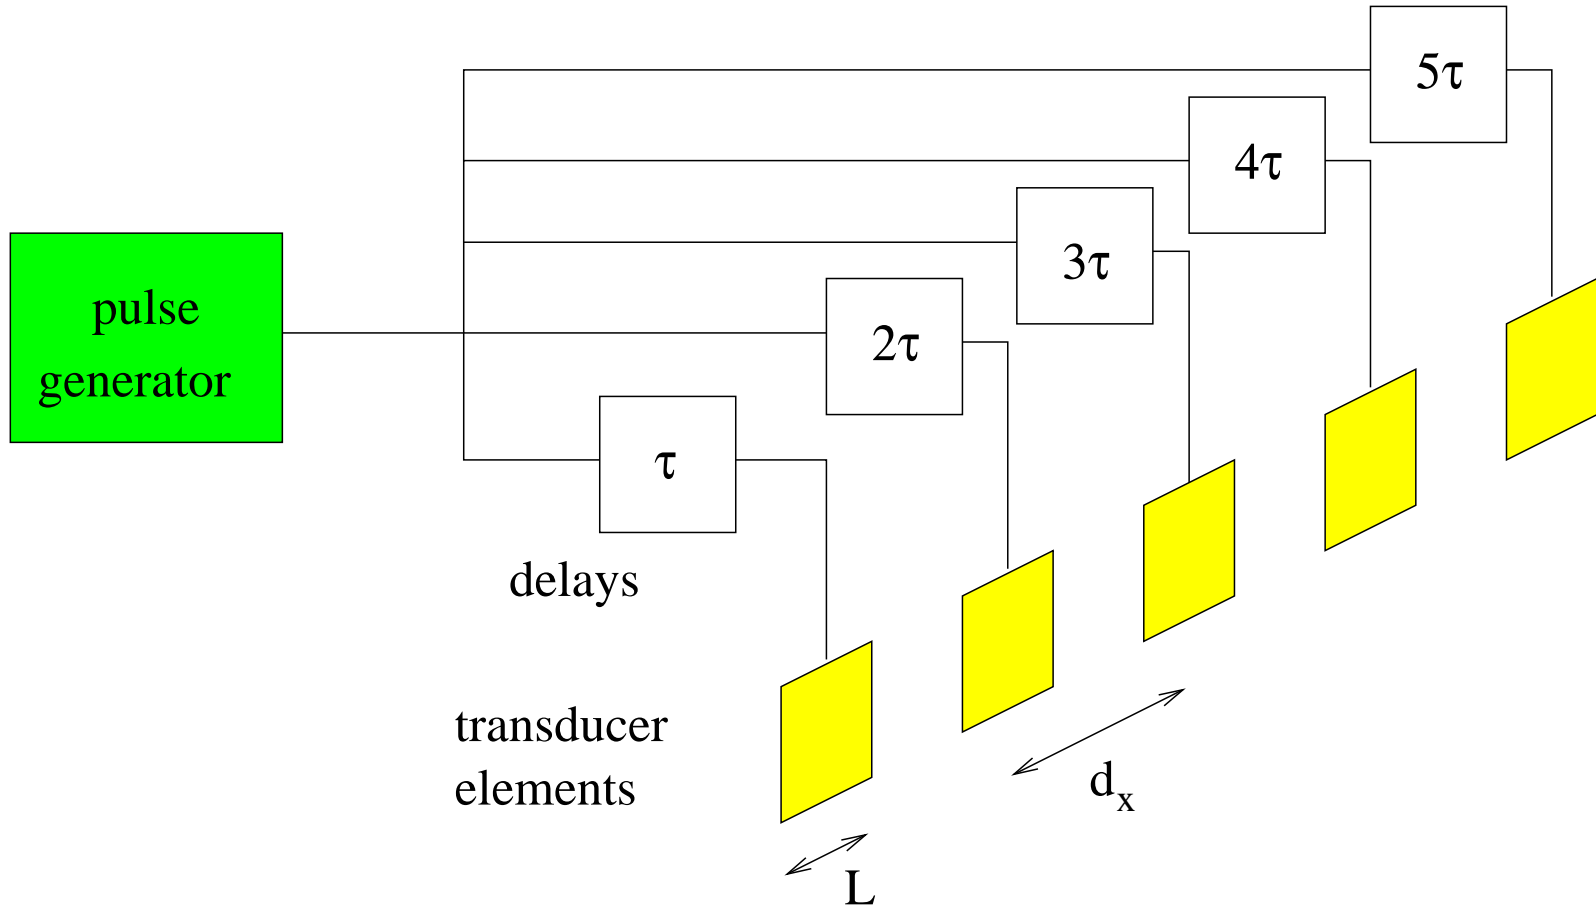 5τ
4τ
3τ
pulse
generator
2τ
τ
delays
transducer
elements
dx
L